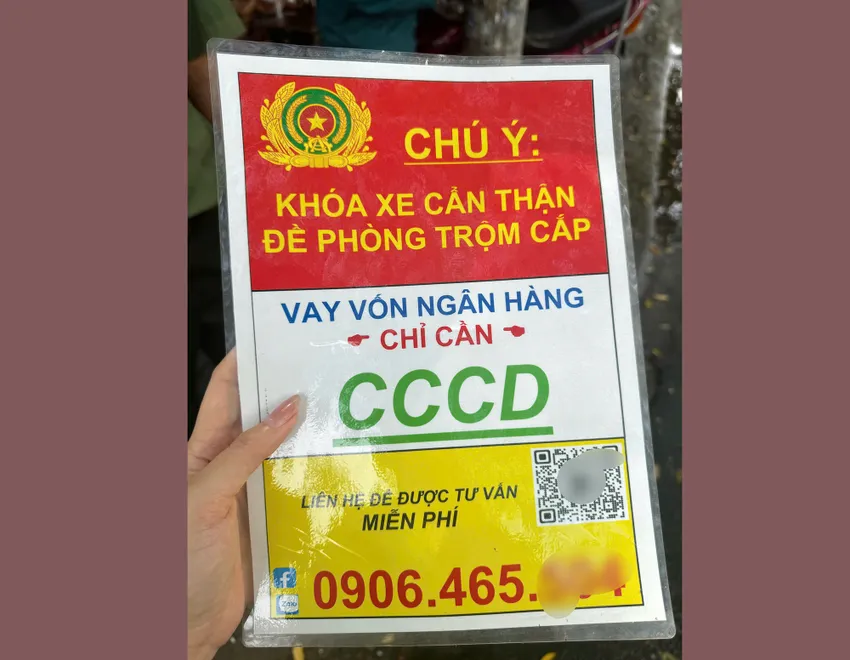 CHÚ Ý:
KHÓA XE CẨN THẬN
ĐỀ PHÒNG TRỘM CẮP
VAY VỐN NGÂN HÀNG
CHỈ CẦN
CCCD
LIÊN HỆ ĐỂ ĐƯỢC TƯ VẤN
MIỄN PHÍ
0906.465.
Zalo